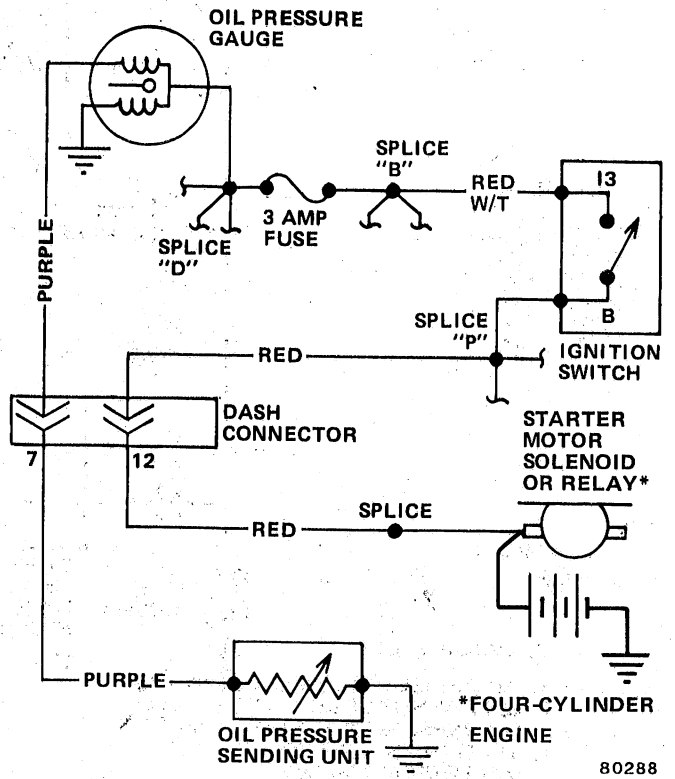 OIL PRESSURE
GAUGE
SPLICE
"B"
RED
W/T
I3
3 AMP
FUSE
SPLICE
"D"
PURPLE
B
SPLICE
"P"
IGNITION
SWITCH
RED
DASH
CONNECTOR
7
12
STARTER
MOTOR
SOLENOID
OR RELAY*
SPLICE
RED
PURPLE
*FOUR-CYLINDER
ENGINE
OIL PRESSURE
SENDING UNIT
80288